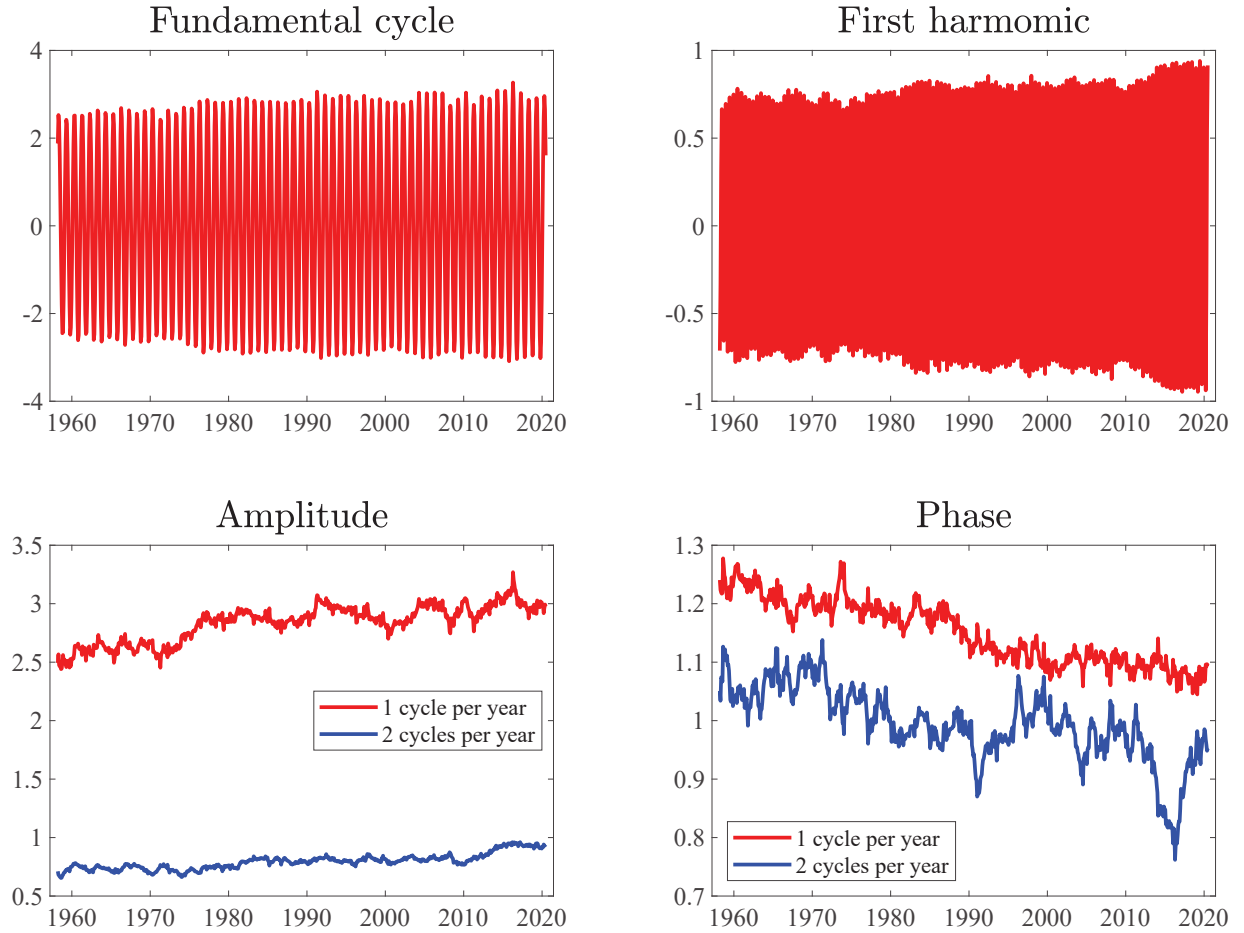 Fundamental cycle
4
2
0
-2
-4
1960 1970 1980 1990 2000 2010 2020
First harmomic
1
0.5
0
-0.5
-1
1960 1970 1980 1990 2000 2010 2020
Amplitude
3.5
3
2.5
2
1.5
1
0.5
1 cycle per year
2 cycles per year
1960 1970 1980 1990 2000 2010 2020
Phase
1.3
1.2
1.1
1
0.9
0.8
0.7
1 cycle per year
2 cycles per year
1960 1970 1980 1990 2000 2010 2020